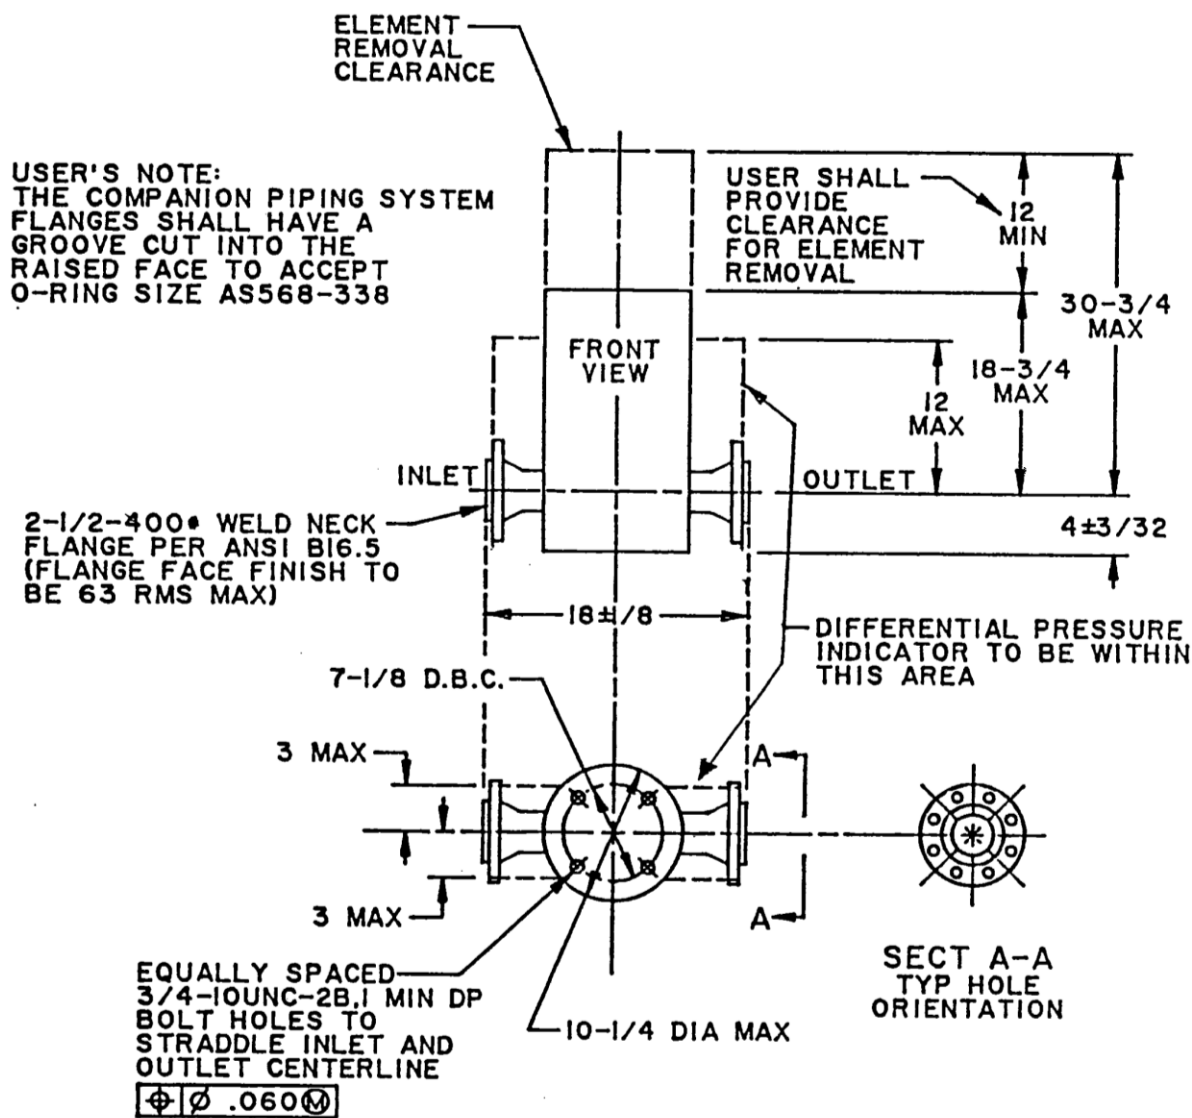 ELEMENT
REMOVAL
CLEARANCE
USER'S NOTE:
THE COMPANION PIPING SYSTEM
FLANGES SHALL HAVE A
GROOVE CUT INTO THE
RAISED FACE TO ACCEPT
O-RING SIZE AS568-338
USER SHALL
PROVIDE
CLEARANCE
FOR ELEMENT
REMOVAL
12
MIN
30-3/4
MAX
18-3/4
MAX
12
MAX
FRONT
VIEW
INLET
OUTLET
4±3/32
2-1/2-400# WELD NECK
FLANGE PER ANSI B16.5
(FLANGE FACE FINISH TO
BE 63 RMS MAX)
18±1/8
DIFFERENTIAL PRESSURE
INDICATOR TO BE WITHIN
THIS AREA
7-1/8 D.B.C.
3 MAX
A
A
3 MAX
EQUALLY SPACED
3/4-10UNC-2B,1 MIN DP
BOLT HOLES TO
STRADDLE INLET AND
OUTLET CENTERLINE
⌖ Ø .060Ⓜ
10-1/4 DIA MAX
SECT A-A
TYP HOLE
ORIENTATION